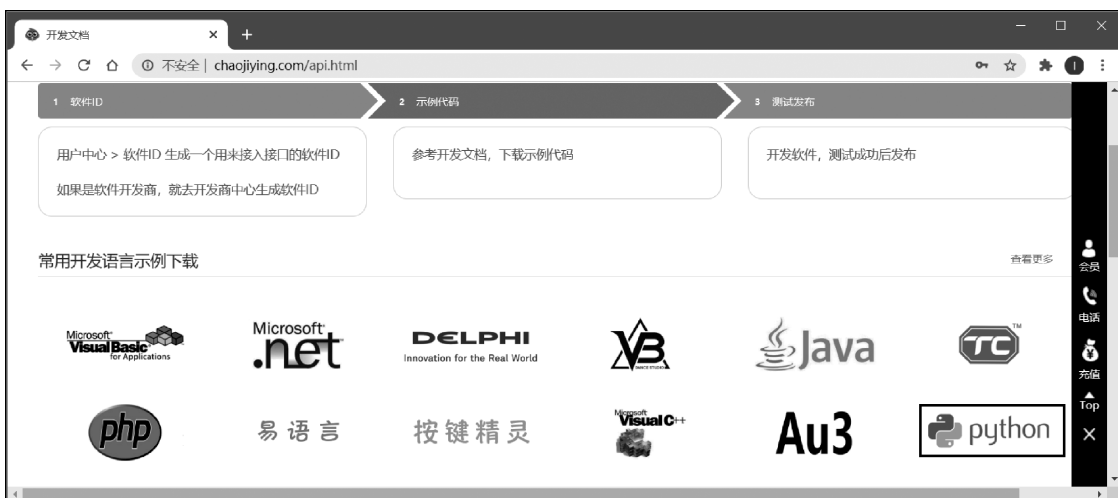 开发文档
不安全 | chaojiying.com/api.html
1 软件ID
2 示例代码
3 测试发布
用户中心 > 软件ID 生成一个用来接入接口的软件ID
如果是软件开发商，就去开发商中心生成软件ID
参考开发文档，下载示例代码
开发软件，测试成功后发布
常用开发语言示例下载
查看更多
Microsoft
Visual Basic
for Applications
Microsoft
.net
DELPHI
Innovation for the Real World
VB
Java
TC
TM
php
易语言
按键精灵
Microsoft
Visual C++
Au3
python
会员
电话
充值
Top